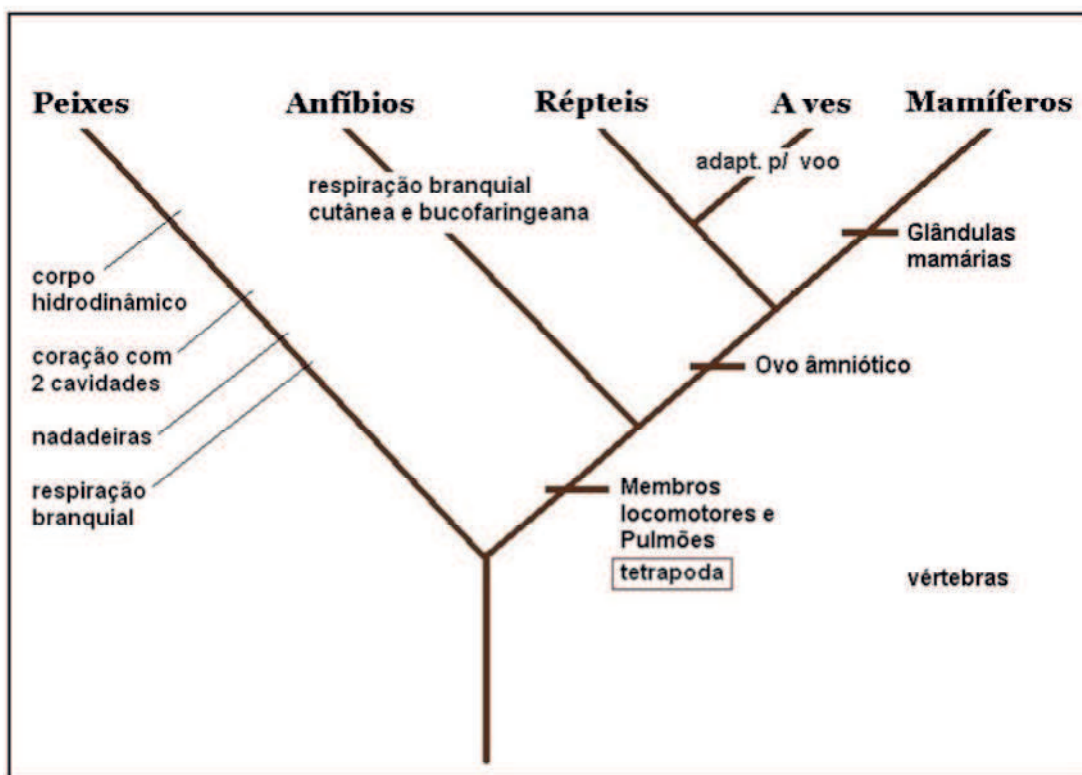 Peixes
Anfíbios
Répteis
A ves
Mamíferos
adapt. p/ voo
respiração branquial
cutânea e bucofaringeana
Glândulas
mamárias
corpo
hidrodinâmico
coração com
2 cavidades
Ovo âmniótico
nadadeiras
respiração
branquial
Membros
locomotores e
Pulmões
tetrapoda
vértebras